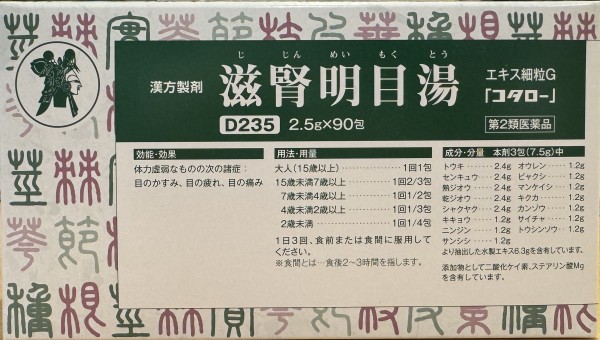 じ じん めい もく とう
漢方製剤 滋腎明目湯 エキス細粒G
「コタロー」
D235 2.5g×90包 第2類医薬品
効能・効果
体力虚弱なものの次の諸症:
目のかすみ、目の疲れ、目の痛み
用法・用量
大人(15歳以上)……1回1包
15歳未満7歳以上……1回2/3包
7歳未満4歳以上……1回1/2包
4歳未満2歳以上……1回1/3包
2歳未満……1回1/4包
1日3回、食前または食間に服用して
ください。
※食間とは…食後2〜3時間を指します。
成分・分量 本剤3包(7.5g)中
トウキ……2.4g オウレン……1.2g
センキュウ……2.4g ビャクシ……1.2g
熟ジオウ……2.4g マンケイシ…1.2g
乾ジオウ……2.4g キクカ……1.2g
シャクヤク…2.4g カンゾウ……1.2g
キキョウ……1.2g サイチャ……1.2g
ニンジン……1.2g トウシンソウ…1.2g
サンシシ……1.2g
より抽出した水製エキス6.3gを含有しています。
添加物として二酸化ケイ素、ステアリン酸Mg
を含有しています。